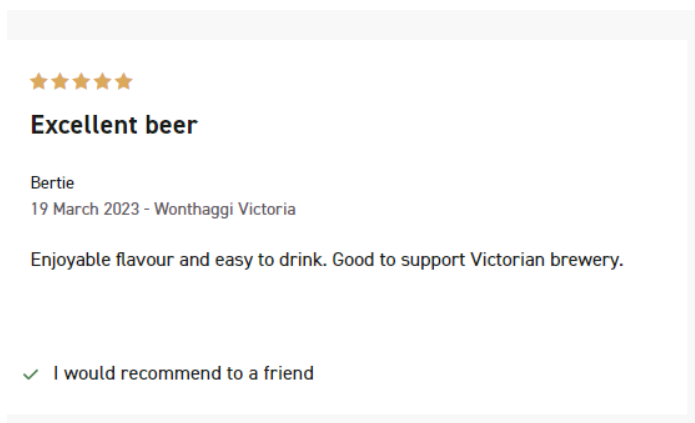 Excellent beer
Bertie
19 March 2023 - Wonthaggi Victoria
Enjoyable flavour and easy to drink. Good to support Victorian brewery.
I would recommend to a friend